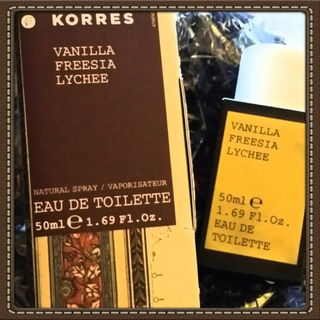 KORRES
VANILLA
FREESIA
LYCHEE
NATURAL SPRAY / VAPORISATEUR
EAU DE TOILETTE
50ml e 1.69 Fl.Oz.
VANILLA
FREESIA
LYCHEE
50ml e
1.69 Fl.Oz.
EAU DE
TOILETTE